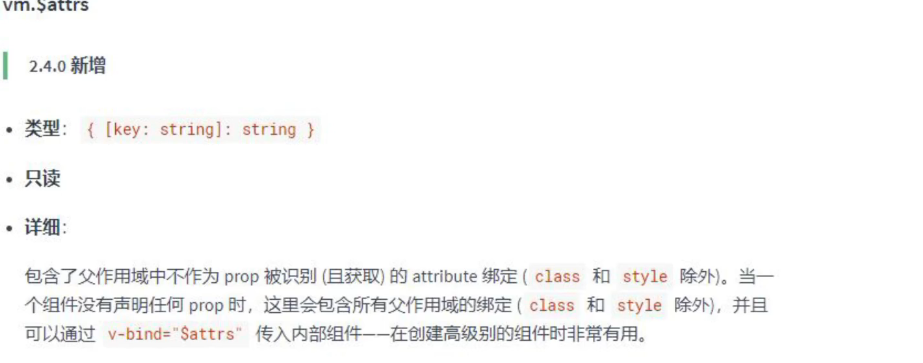 vm.$attrs
2.4.0 新增
• 类型： { [key: string]: string }
• 只读
• 详细：
包含了父作用域中不作为 prop 被识别 (且获取) 的 attribute 绑定 ( class 和 style 除外)。当一
个组件没有声明任何 prop 时，这里会包含所有父作用域的绑定 ( class 和 style 除外)，并且
可以通过 v-bind="$attrs" 传入内部组件——在创建高级别的组件时非常有用。